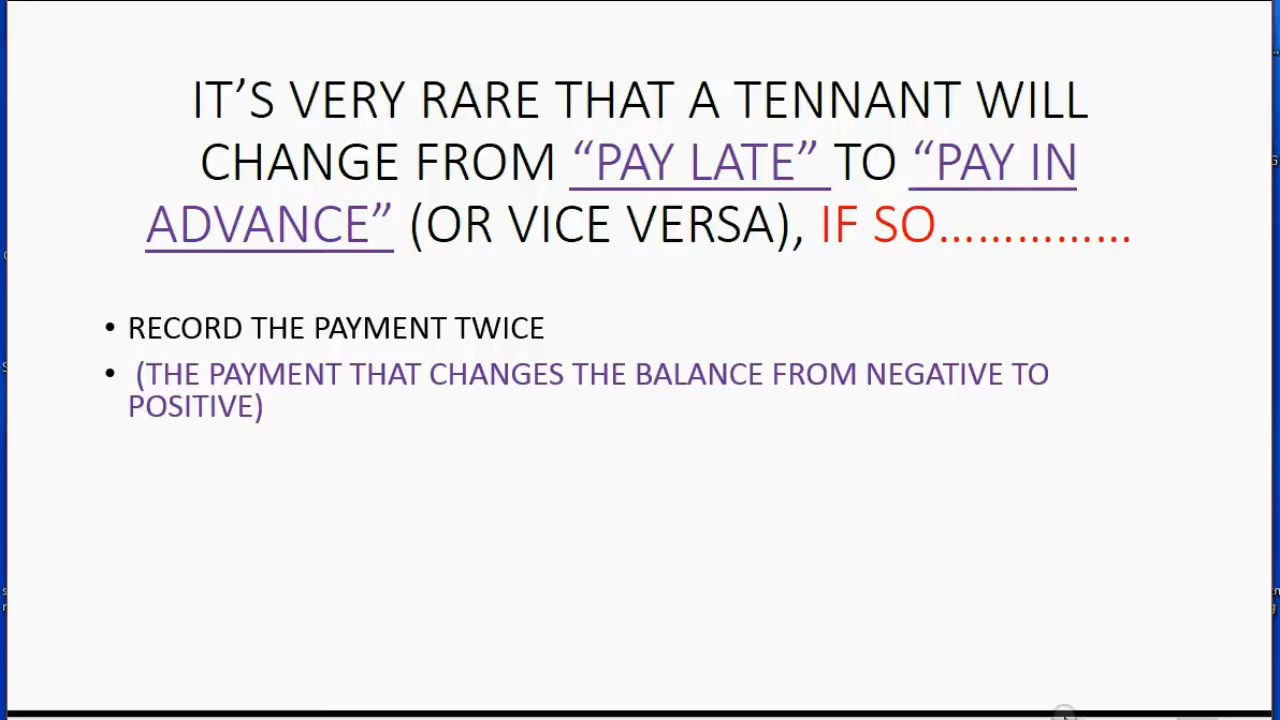 IT’S VERY RARE THAT A TENNANT WILL
CHANGE FROM “PAY LATE” TO “PAY IN
ADVANCE” (OR VICE VERSA), IF SO……………
• RECORD THE PAYMENT TWICE
• (THE PAYMENT THAT CHANGES THE BALANCE FROM NEGATIVE TO
POSITIVE)